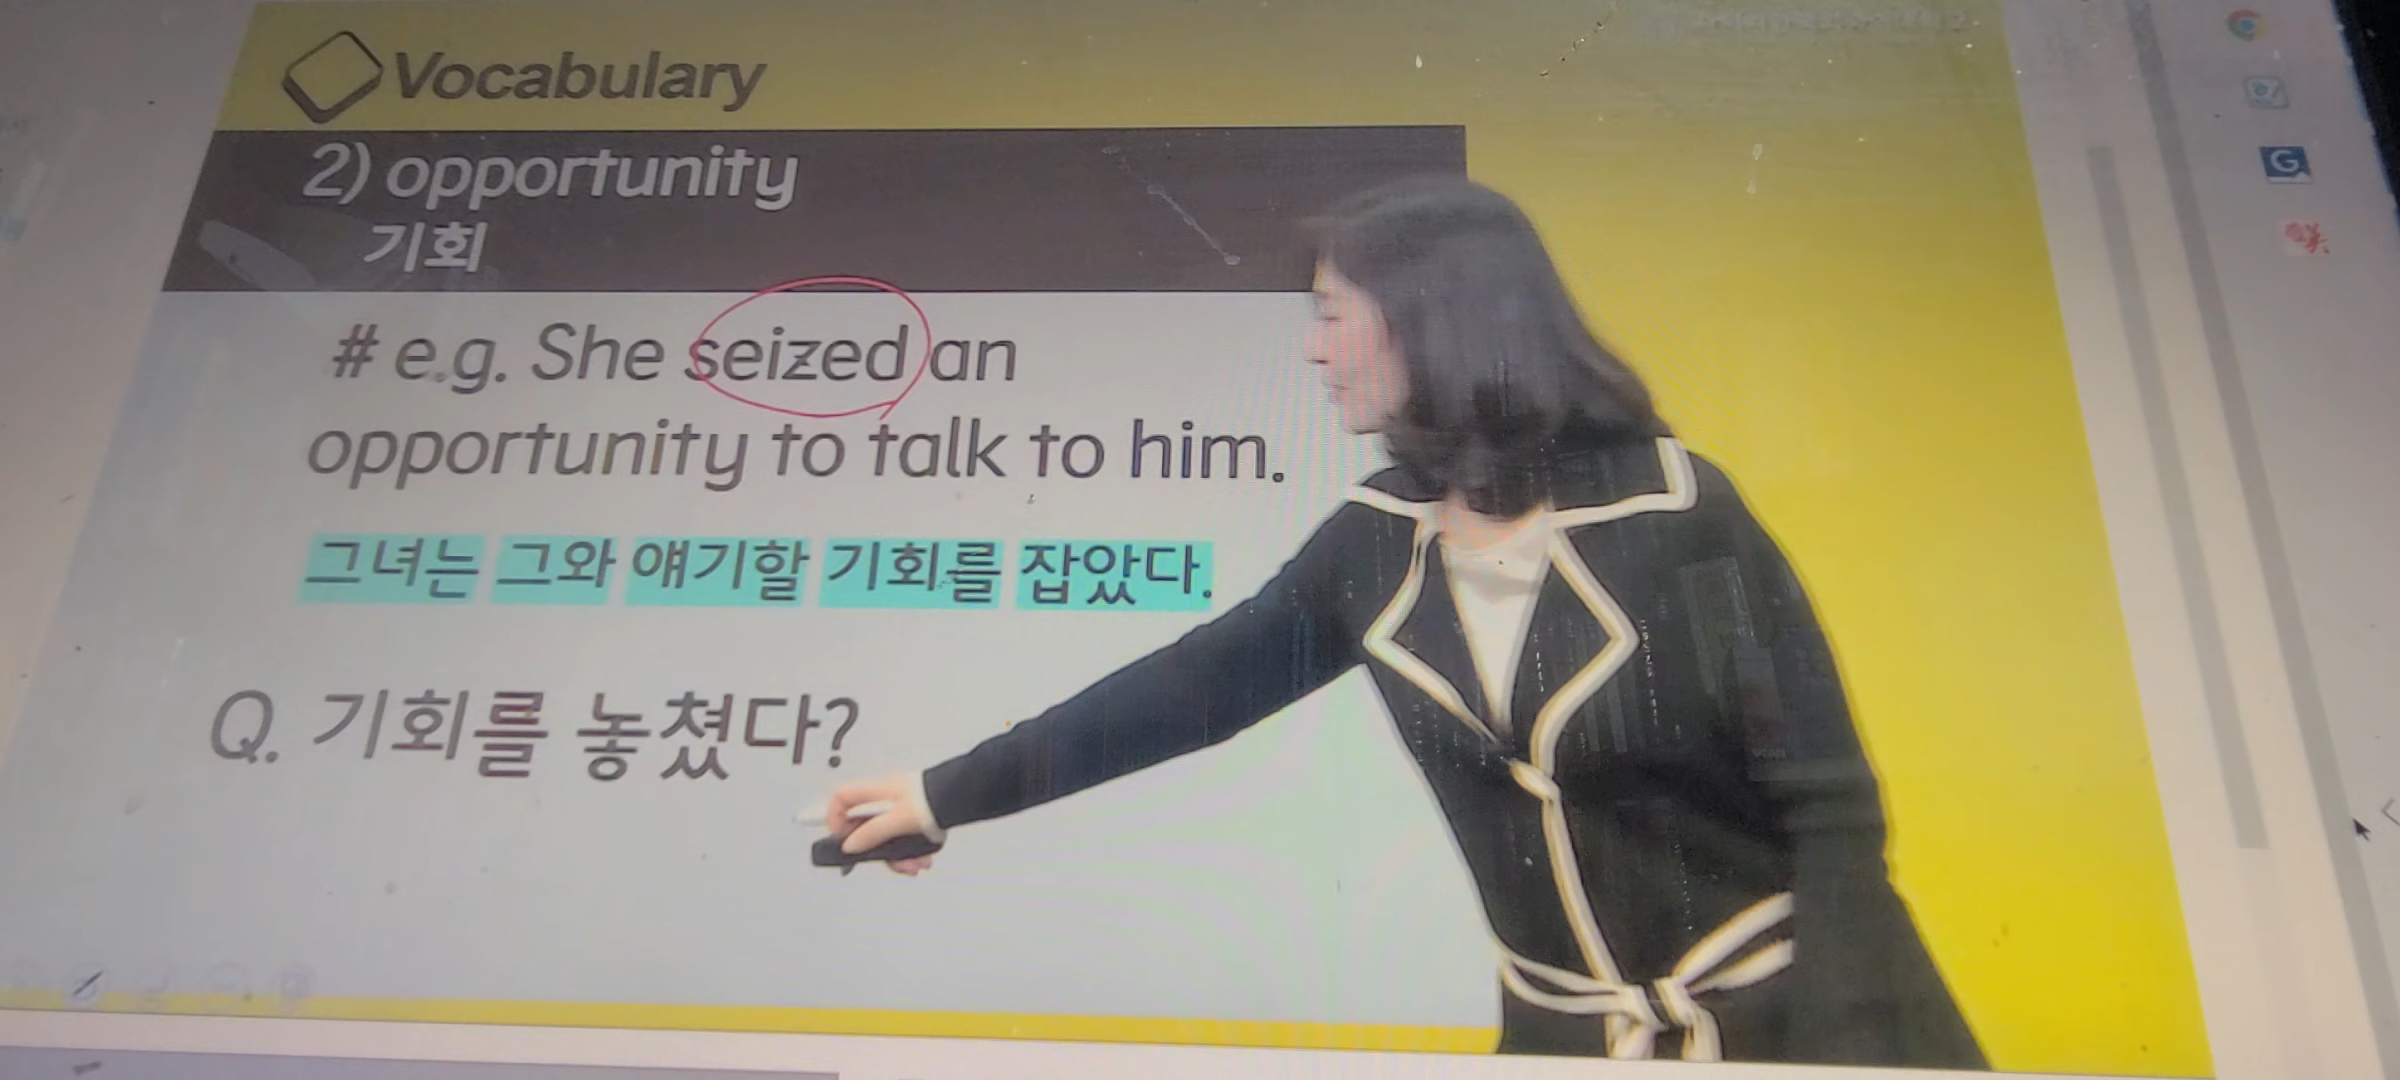 Vocabulary
2) opportunity
기회
# e.g. She seized an
opportunity to talk to him.
그녀는 그와 얘기할 기회를 잡았다.
Q. 기회를 놓쳤다?